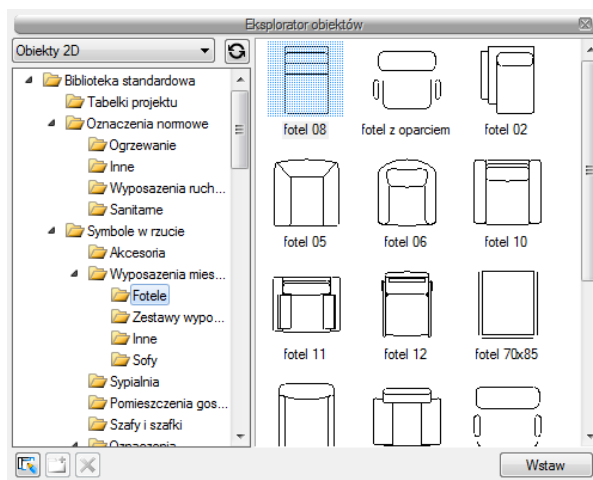 Eksplorator obiektów
Obiekty 2D
Biblioteka standardowa
Tabelki projektu
Oznaczenia normowe
Ogrzewanie
Inne
Wyposazenia ruch...
Sanitarne
Symbole w rzucie
Akcesoria
Wyposazenia mies...
Fotele
Zestawy wypo...
Inne
Sofy
Sypialnia
Pomieszczenia gos...
Szafy i szafki
Oznaczenia
fotel 08 fotel z oparciem fotel 02
fotel 05 fotel 06 fotel 10
fotel 11 fotel 12 fotel 70x85
Wstaw